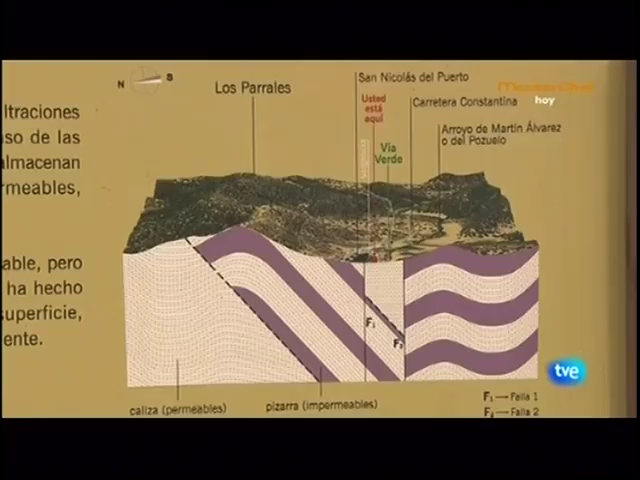 N S
Los Parrales
San Nicolás del Puerto
Usted
está
aquí
Carretera Constantina
hoy
Arroyo de Martín Álvarez
o del Pozuelo
Vía
Verde
ltraciones
so de las
almacenan
rmeables,
able, pero
ha hecho
superficie,
ente.
F₁
F₂
tve
caliza (permeables)
pizarra (impermeables)
F₁ — Falla 1
F₂ — Falla 2